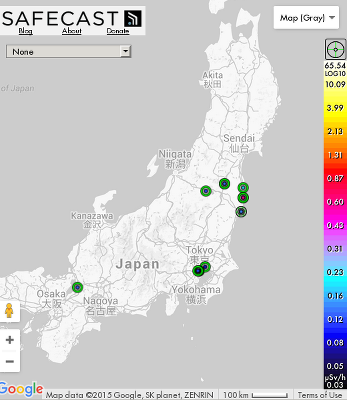 SAFECAST
Blog About Donate
None
Map (Gray)
65.54
LOG10
10.09
3.99
2.13
1.31
0.87
0.60
0.43
0.31
0.23
0.16
0.12
0.08
0.05
µSv/h
0.03
of Japan
Akita
秋田
Sendai
仙台
Niigata
新潟
Kanazawa
金沢
Tokyo
東京
Japan
Yokohama
横浜
Osaka
大阪
Nagoya
名古屋
Google
Map data ©2015 Google, SK planet, ZENRIN
100 km
Terms of Use